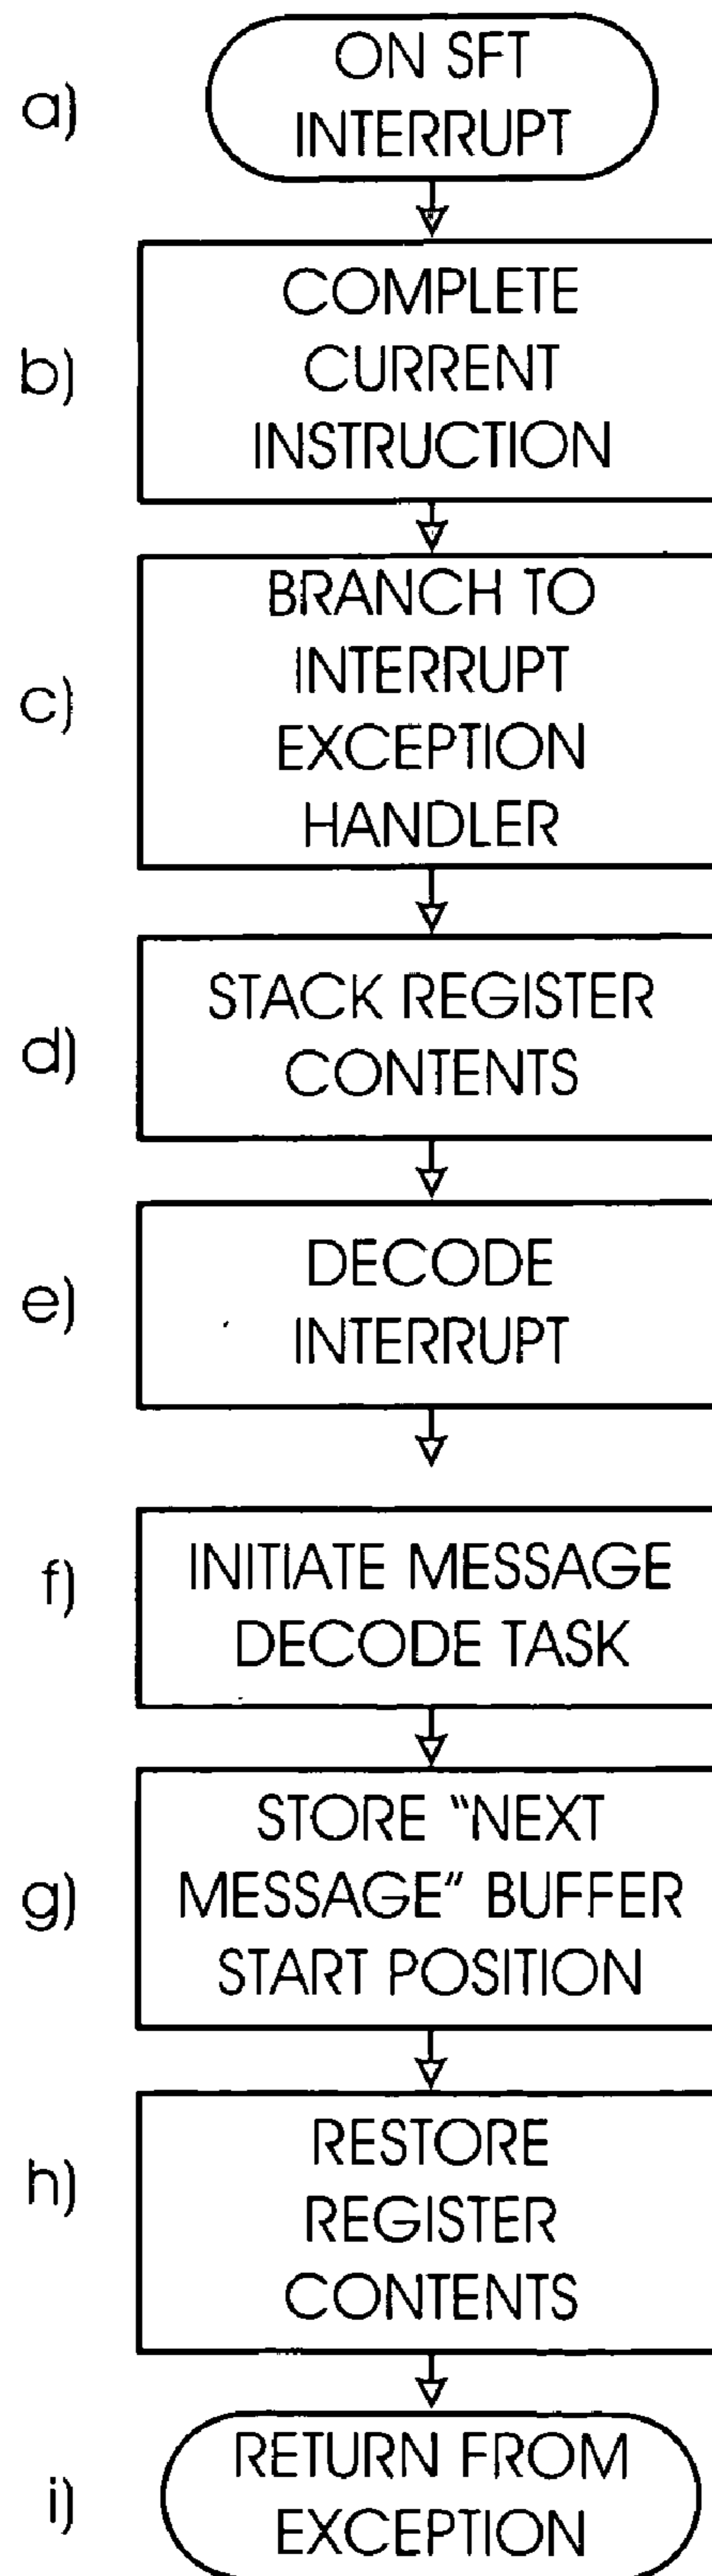 a)
ON SFT
INTERRUPT
b)
COMPLETE
CURRENT
INSTRUCTION
c)
BRANCH TO
INTERRUPT
EXCEPTION
HANDLER
d)
STACK REGISTER
CONTENTS
e)
DECODE
INTERRUPT
f)
INITIATE MESSAGE
DECODE TASK
g)
STORE “NEXT
MESSAGE” BUFFER
START POSITION
h)
RESTORE
REGISTER
CONTENTS
i)
RETURN FROM
EXCEPTION